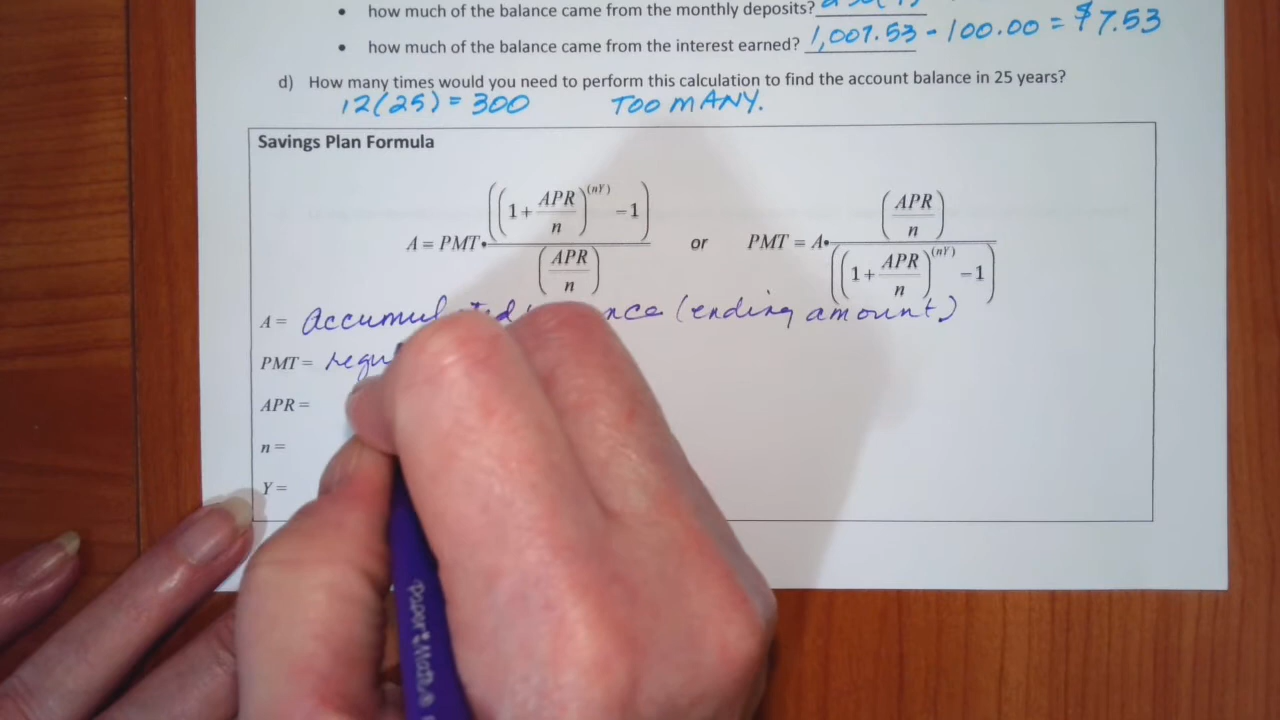 • how much of the balance came from the monthly deposits?
• how much of the balance came from the interest earned? 1,007.53 - 100.00 = $7.53
d) How many times would you need to perform this calculation to find the account balance in 25 years?
12(25) = 300 TOO MANY.
Savings Plan Formula
A = PMT • ((1 + APR/n)^(nY) - 1) / (APR/n) or PMT = A • (APR/n) / ((1 + APR/n)^(nY) - 1)
A = accumulated (ending amount)
PMT =
APR =
n =
Y =
PaperMate